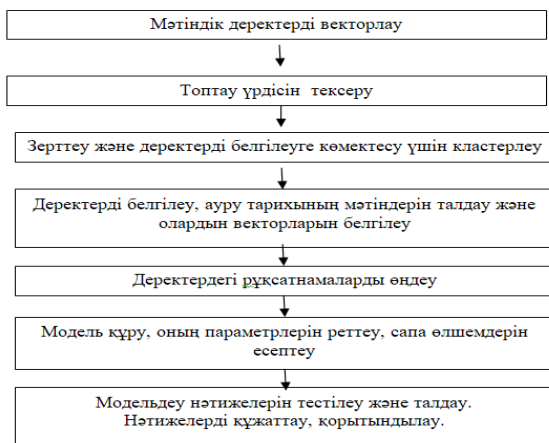 Мәтіндік деректерді векторлау
Топтау үрдісін тексеру
Зерттеу және деректерді белгілеуге көмектесу үшін кластерлеу
Деректерді белгілеу, ауру тарихының мәтіндерін талдау және
олардын векторларын белгілеу
Деректердегі рұқсатнамаларды өңдеу
Модель құру, оның параметрлерін реттеу, сапа өлшемдерін
есептеу
Модельдеу нәтижелерін тестілеу және талдау.
Нәтижелерді құжаттау, қорытындылау.